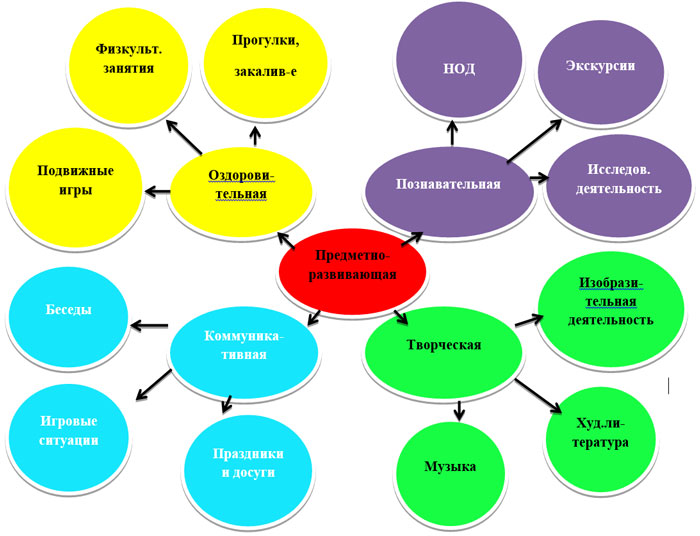 Физкульт.
занятия
Прогулки,
закалив-е
НОД
Экскурсии
Подвижные
игры
Оздорови-
тельная
Познавательная
Исследов.
деятельность
Предметно-
развивающая
Беседы
Коммуника-
тивная
Творческая
Изобрази-
тельная
деятельность
Игровые
ситуации
Праздники
и досуги
Музыка
Худ.ли-
тература